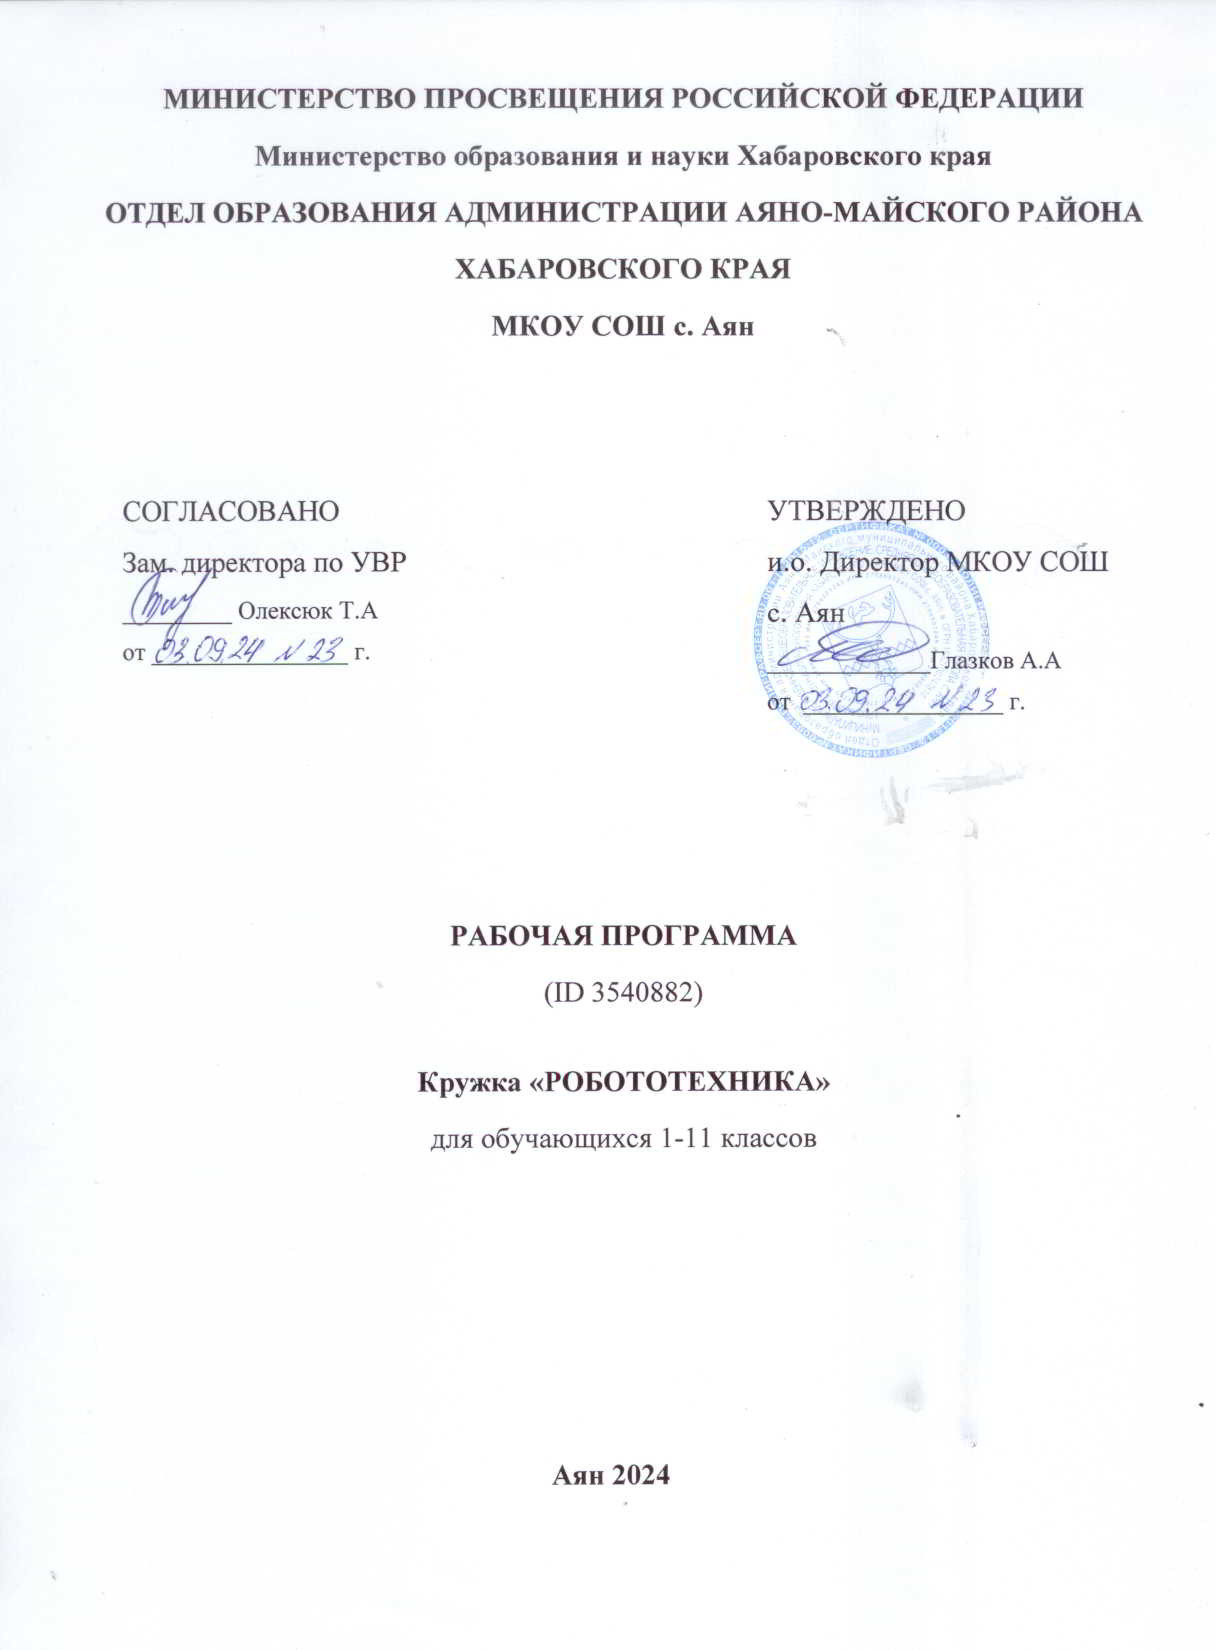 МИНИСТЕРСТВО ПРОСВЕЩЕНИЯ РОССИЙСКОЙ ФЕДЕРАЦИИ
Министерство образования и науки Хабаровского края
ОТДЕЛ ОБРАЗОВАНИЯ АДМИНИСТРАЦИИ АЯНО-МАЙСКОГО РАЙОНА
ХАБАРОВСКОГО КРАЯ
МКОУ СОШ с. Аян
СОГЛАСОВАНО
Зам. директора по УВР
Олексюк Т.А
от 03.09.24 N 23 г.
УТВЕРЖДЕНО
и.о. Директор МКОУ СОШ
с. Аян
Глазков А.А
от 03.09.24 N 23 г.
РАБОЧАЯ ПРОГРАММА
(ID 3540882)
Кружка «РОБОТОТЕХНИКА»
для обучающихся 1-11 классов
Аян 2024